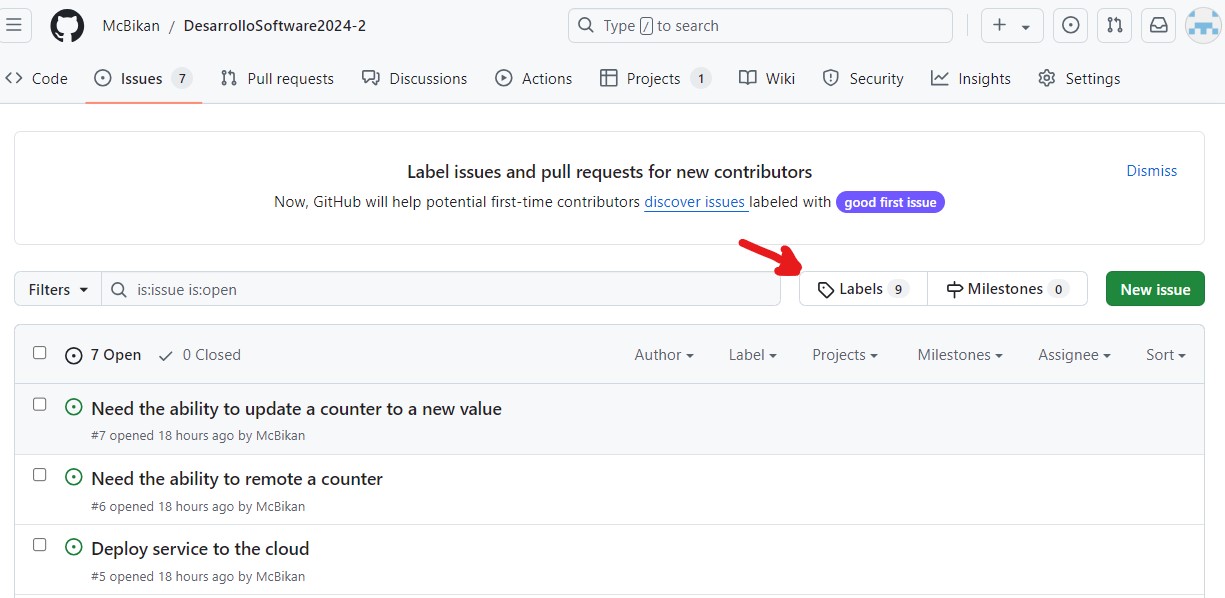 McBikan / DesarrolloSoftware2024-2 Type / to search
Code Issues 7 Pull requests Discussions Actions Projects 1 Wiki Security Insights Settings
Label issues and pull requests for new contributors Dismiss
Now, GitHub will help potential first-time contributors discover issues labeled with good first issue
Filters is:issue is:open Labels 9 Milestones 0 New issue
7 Open 0 Closed Author Label Projects Milestones Assignee Sort
Need the ability to update a counter to a new value
#7 opened 18 hours ago by McBikan
Need the ability to remote a counter
#6 opened 18 hours ago by McBikan
Deploy service to the cloud
#5 opened 18 hours ago by McBikan